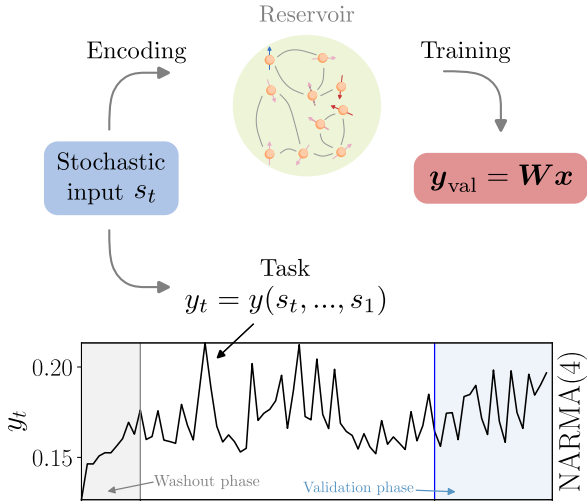 Reservoir
Encoding
Training
Stochastic
input s_t
y_val = Wx
Task
y_t = y(s_t, ..., s_1)
0.20
0.15
y_t
Washout phase
Validation phase
NARMA(4)